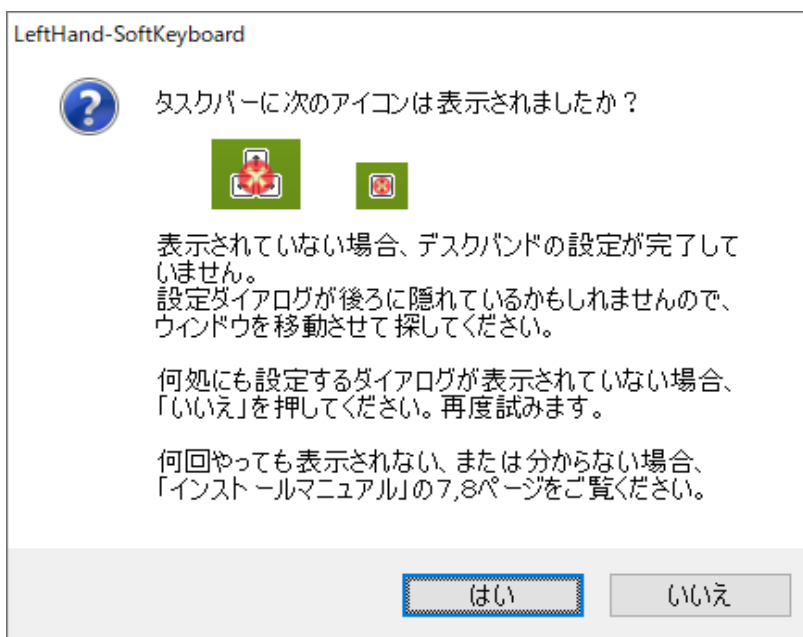 LeftHand-SoftKeyboard
タスクバーに次のアイコンは表示されましたか？
表示されていない場合、デスクバンドの設定が完了して
いません。
設定ダイアログが後ろに隠れているかもしれませんので、
ウィンドウを移動させて探してください。
何処にも設定するダイアログが表示されていない場合、
「いいえ」を押してください。再度試みます。
何回やっても表示されない、または分からない場合、
「インストールマニュアル」の7,8ページをご覧ください。
はい
いいえ